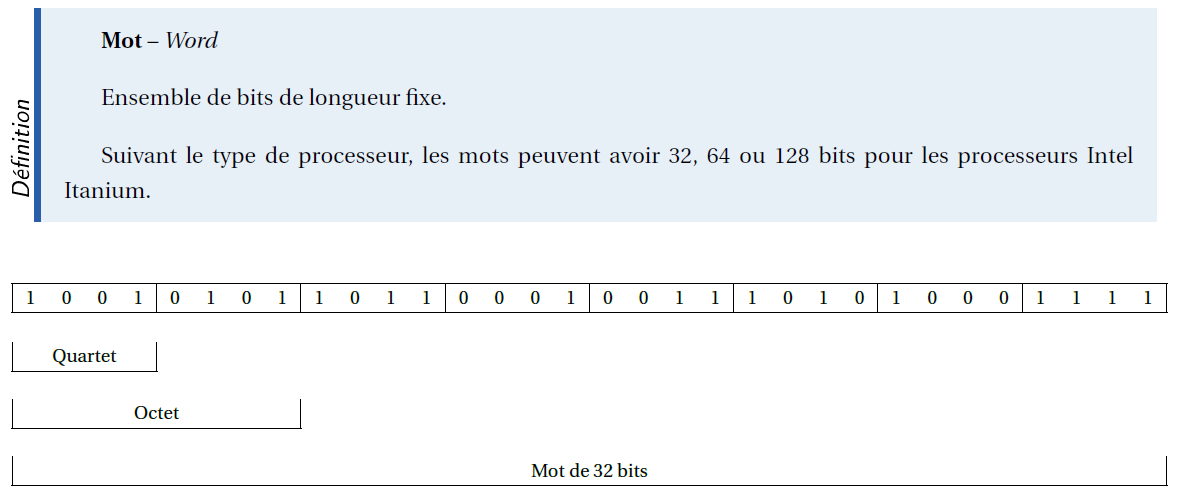 Définition
Mot – Word
Ensemble de bits de longueur fixe.
Suivant le type de processeur, les mots peuvent avoir 32, 64 ou 128 bits pour les processeurs Intel
Itanium.
1 0 0 1 0 1 0 1 1 0 1 1 0 0 0 1 0 0 1 1 1 0 1 0 1 0 0 0 1 1 1 1
Quartet
Octet
Mot de 32 bits